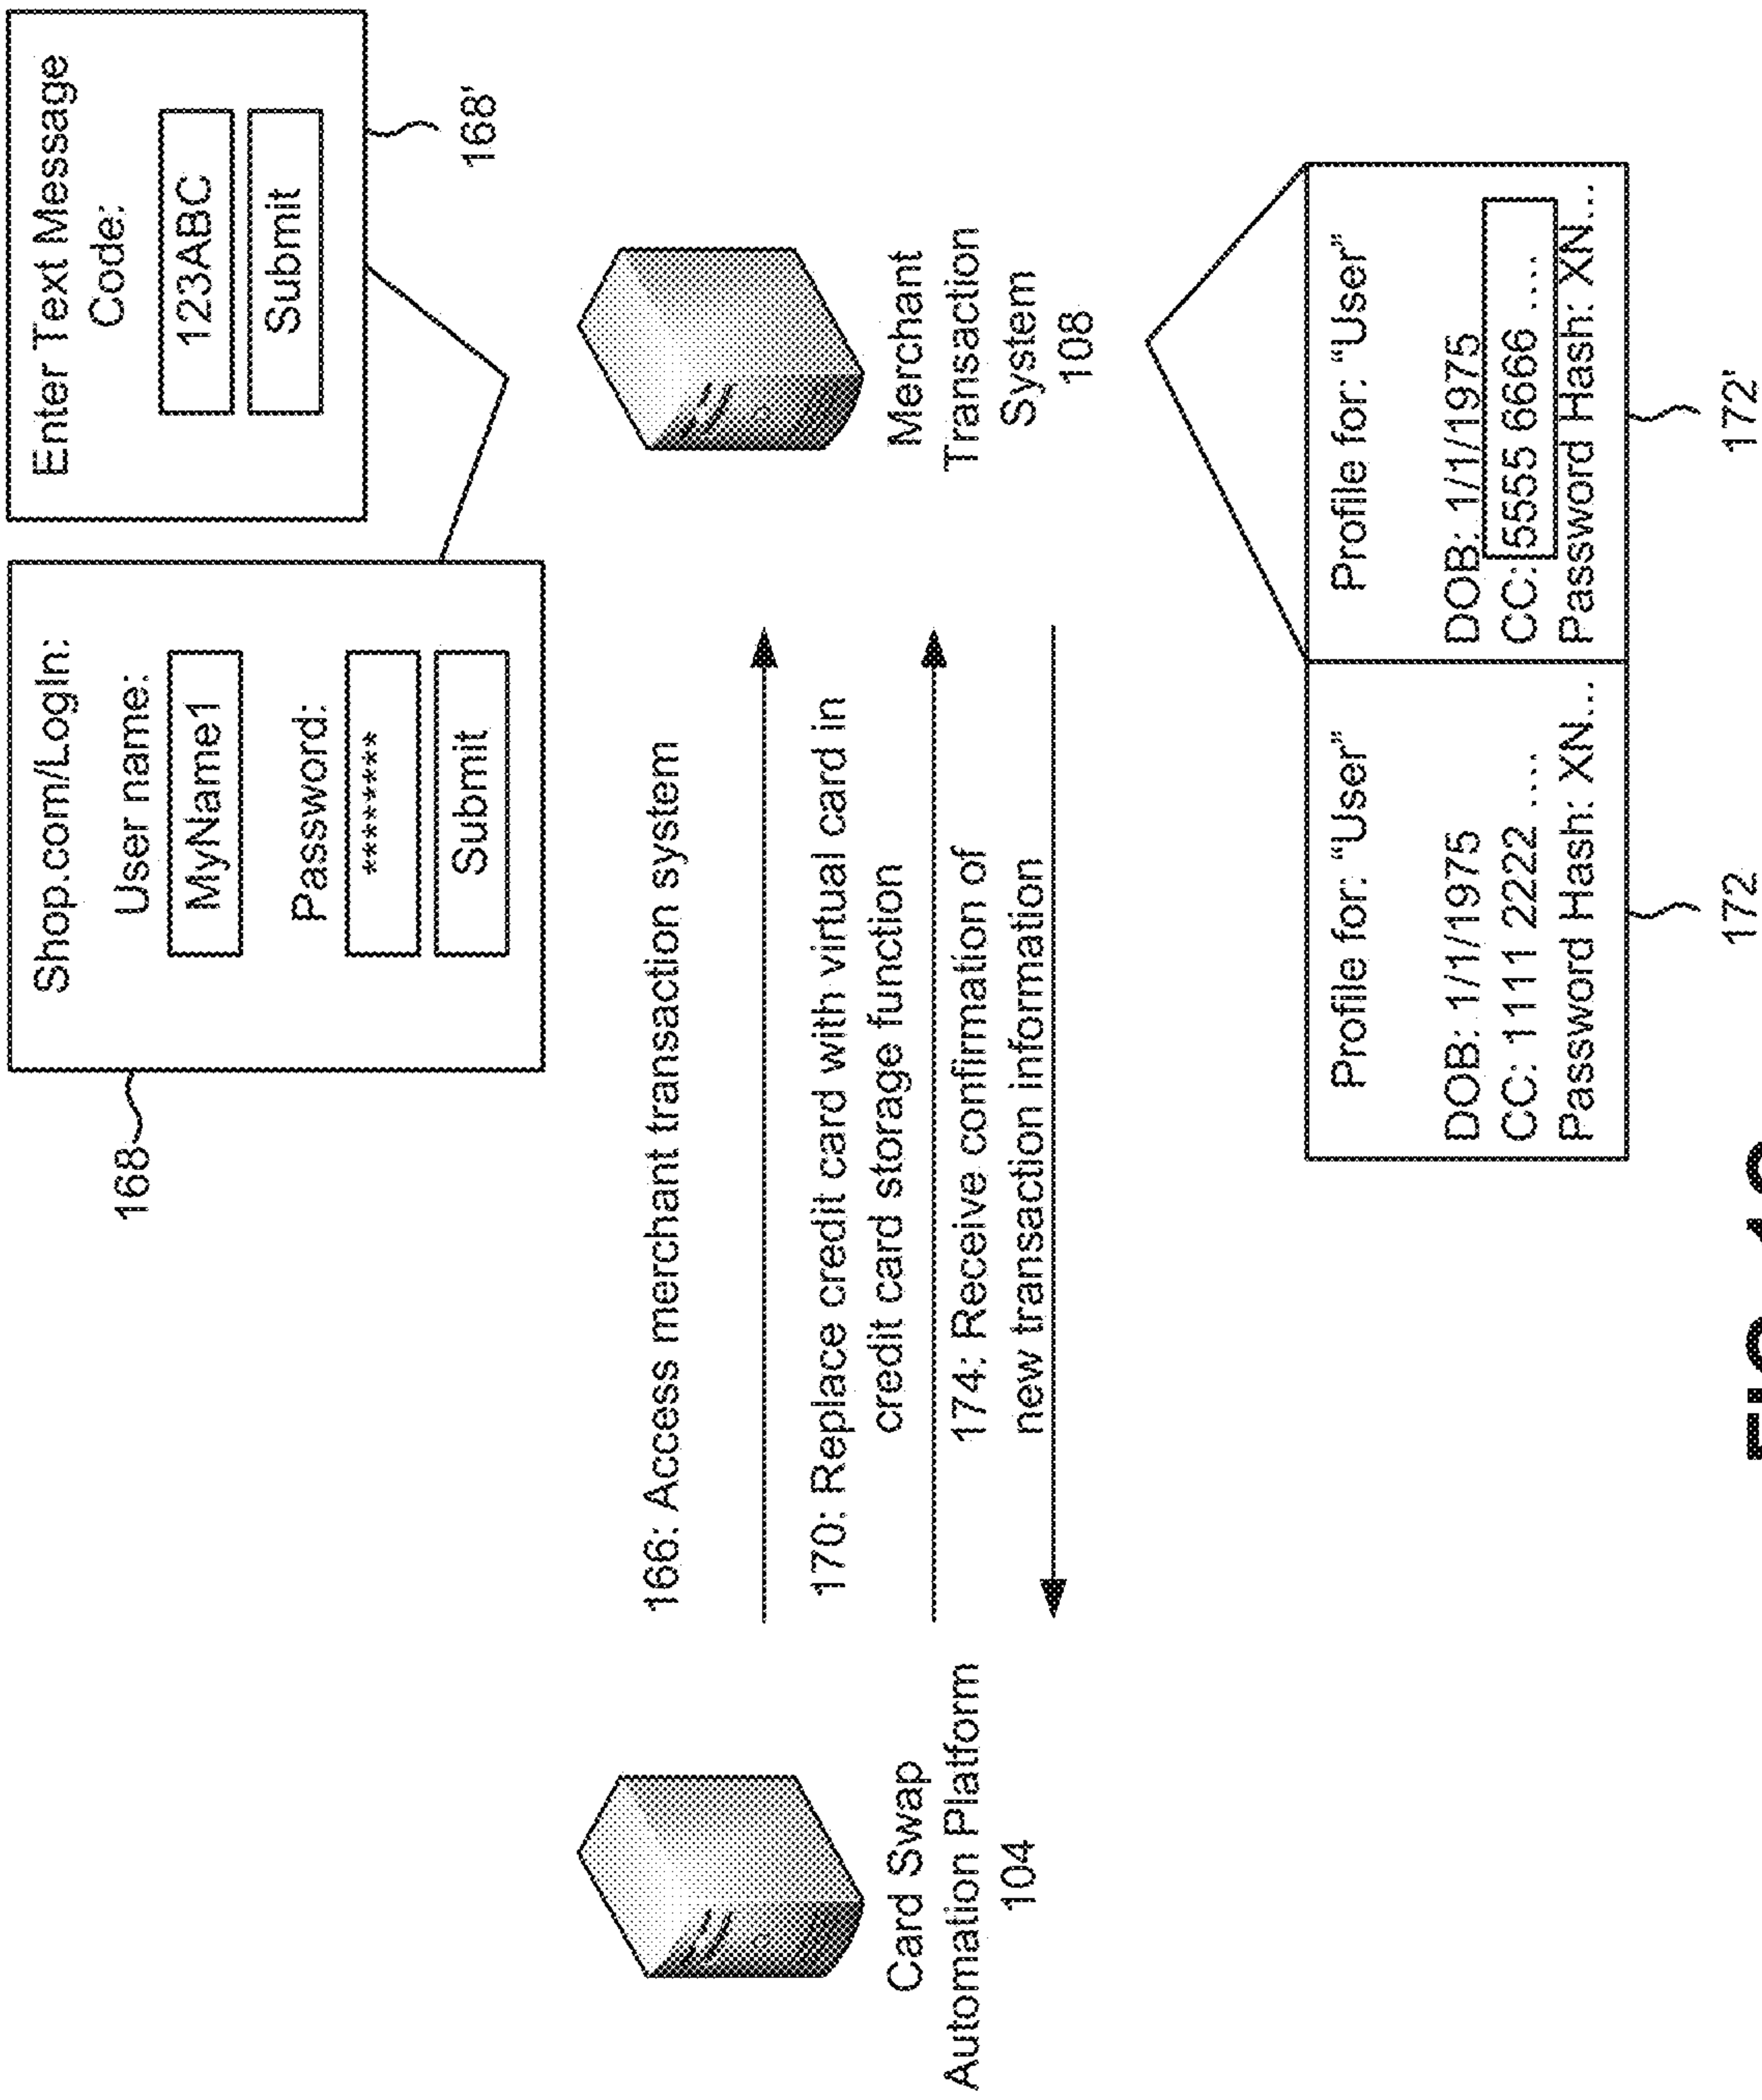 Shop.com/Login:
User name:
MyName1
Password:
********
Submit
168
Enter Text Message
Code:
123ABC
Submit
168'
166: Access merchant transaction system
170: Replace credit card with virtual card in
credit card storage function
174: Receive confirmation of
new transaction information
Card Swap
Automation Platform
104
Merchant
Transaction
System
108
Profile for: “User”
DOB: 1/1/1975
CC: 1111 2222 ....
Password Hash: XN...
172
Profile for: “User”
DOB: 1/1/1975
CC: 5555 6666 ....
Password Hash: XN...
172'